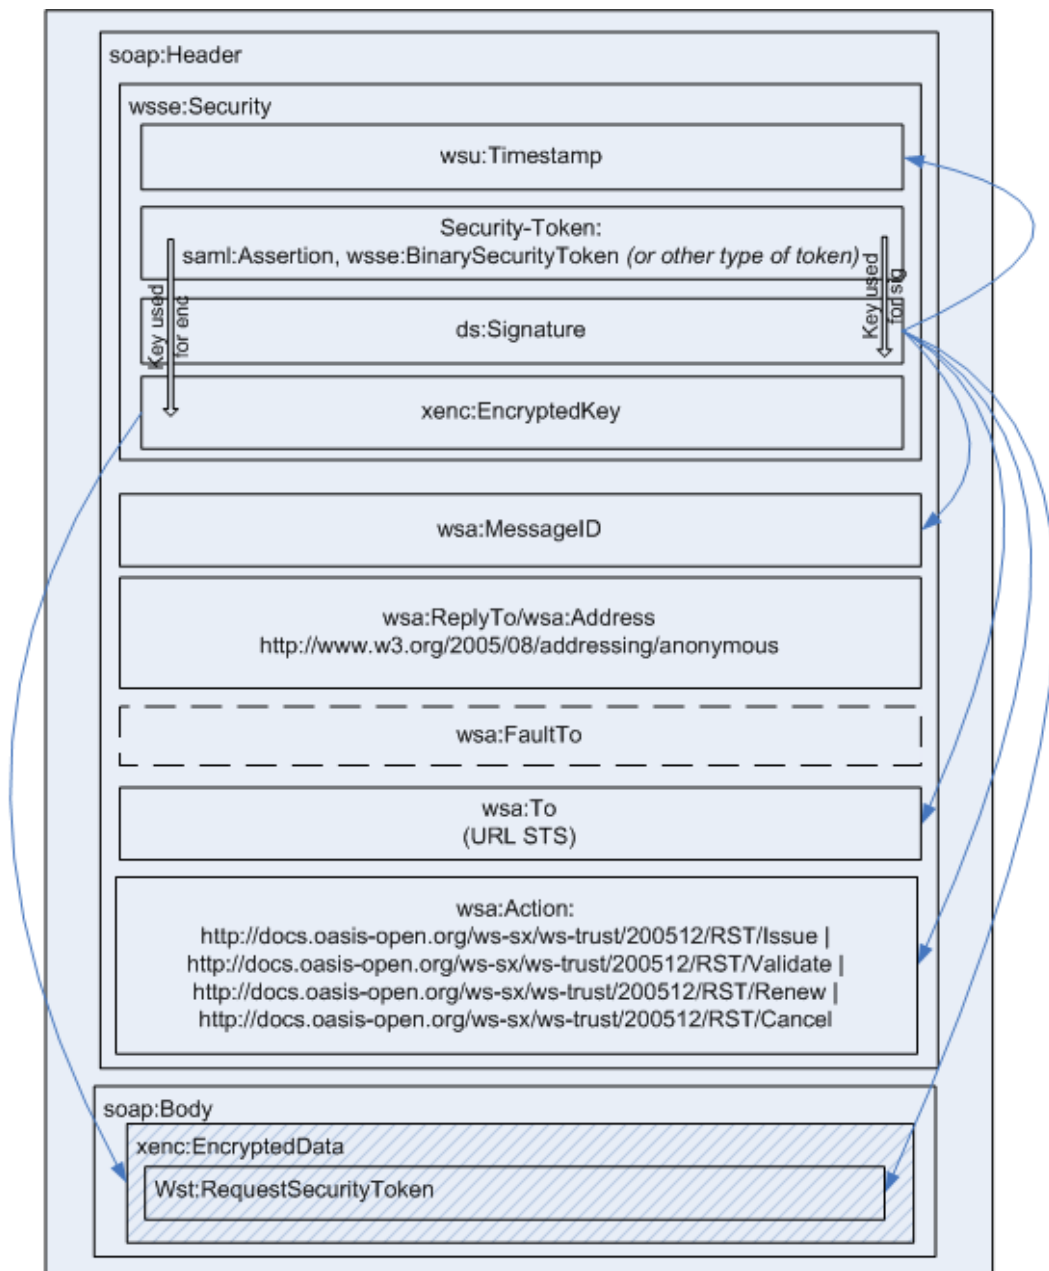 soap:Header
wsse:Security
wsu:Timestamp
Security-Token:
saml:Assertion, wsse:BinarySecurityToken (or other type of token)
Key used
for enc
Key used
for sig
ds:Signature
xenc:EncryptedKey
wsa:MessageID
wsa:ReplyTo/wsa:Address
http://www.w3.org/2005/08/addressing/anonymous
wsa:FaultTo
wsa:To
(URL STS)
wsa:Action:
http://docs.oasis-open.org/ws-sx/ws-trust/200512/RST/Issue |
http://docs.oasis-open.org/ws-sx/ws-trust/200512/RST/Validate |
http://docs.oasis-open.org/ws-sx/ws-trust/200512/RST/Renew |
http://docs.oasis-open.org/ws-sx/ws-trust/200512/RST/Cancel
soap:Body
xenc:EncryptedData
Wst:RequestSecurityToken